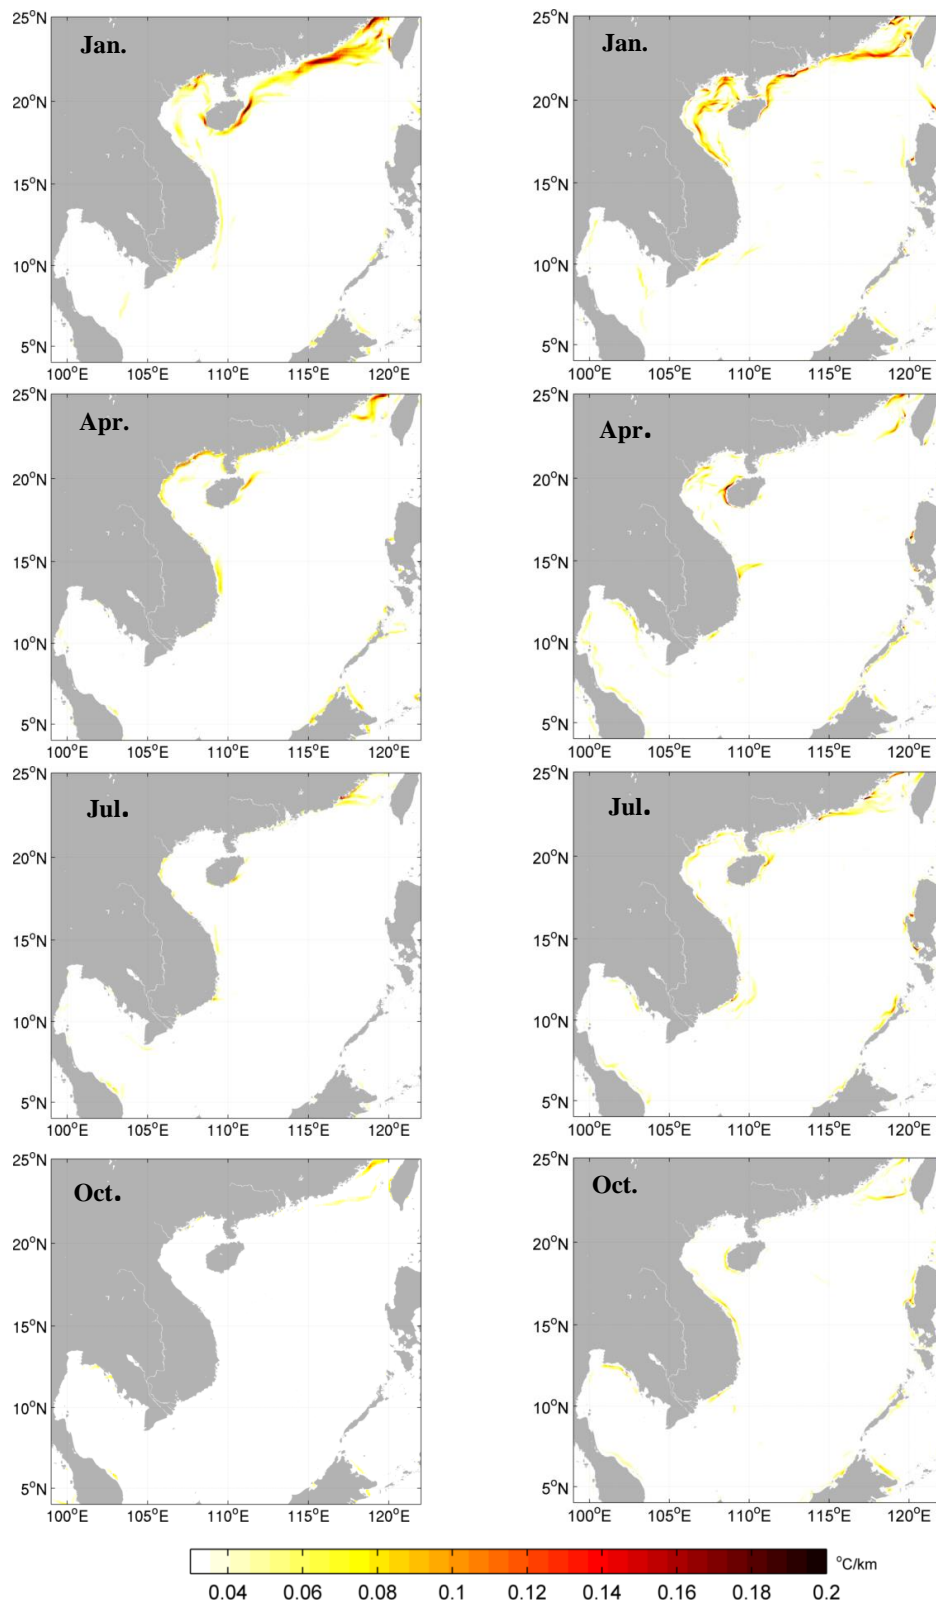 25°N 25°N
Jan. Jan.
20°N 20°N
15°N 15°N
10°N 10°N
5°N 5°N
100°E 105°E 110°E 115°E 120°E 100°E 105°E 110°E 115°E 120°E
25°N 25°N
Apr. Apr.
20°N 20°N
15°N 15°N
10°N 10°N
5°N 5°N
100°E 105°E 110°E 115°E 120°E 100°E 105°E 110°E 115°E 120°E
25°N 25°N
Jul. Jul.
20°N 20°N
15°N 15°N
10°N 10°N
5°N 5°N
100°E 105°E 110°E 115°E 120°E 100°E 105°E 110°E 115°E 120°E
25°N 25°N
Oct. Oct.
20°N 20°N
15°N 15°N
10°N 10°N
5°N 5°N
100°E 105°E 110°E 115°E 120°E 100°E 105°E 110°E 115°E 120°E
°C/km
0.04 0.06 0.08 0.1 0.12 0.14 0.16 0.18 0.2